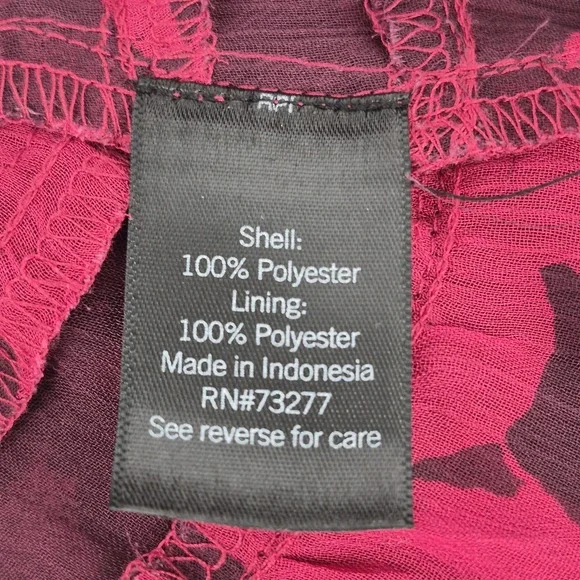 Shell:
100% Polyester
Lining:
100% Polyester
Made in Indonesia
RN#73277
See reverse for care